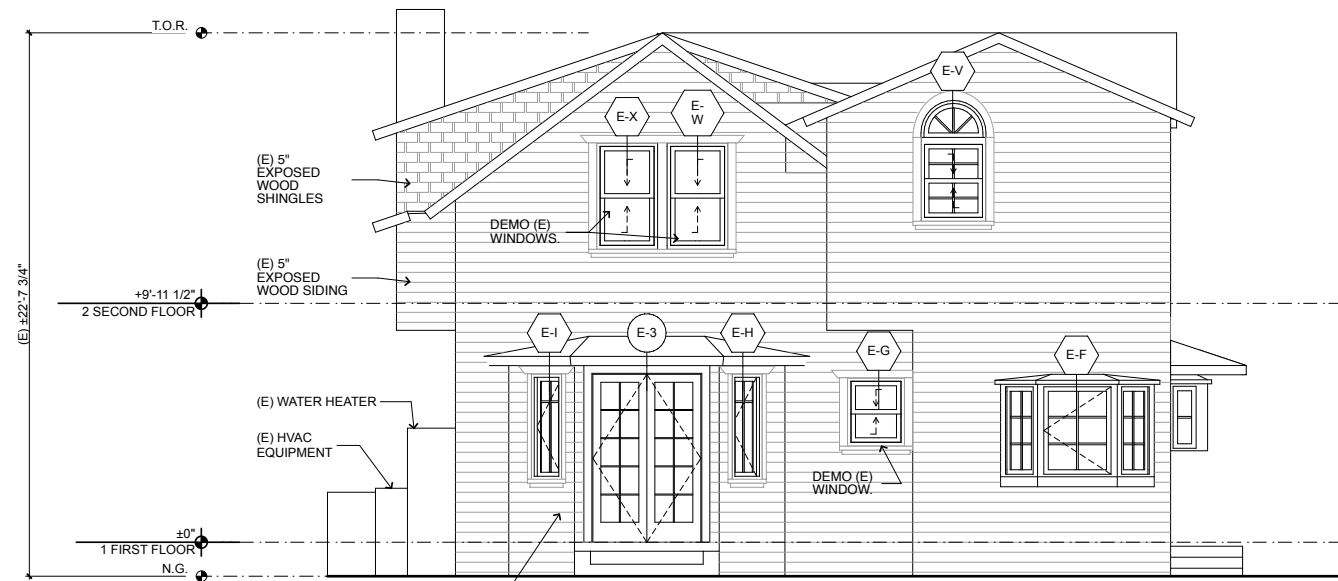 T.O.R.
E-X
E-
W
E-V
(E) 5"
EXPOSED
WOOD
SHINGLES
DEMO (E)
WINDOWS.
(E) 5"
EXPOSED
WOOD SIDING
(E) ±22'-7 3/4"
+9'-11 1/2"
2 SECOND FLOOR
E-I
E-3
E-H
E-G
E-F
(E) WATER HEATER
(E) HVAC
EQUIPMENT
DEMO (E)
WINDOW.
±0"
1 FIRST FLOOR
N.G.